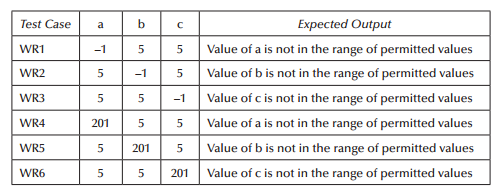 Test Case a b c Expected Output
WR1 –1 5 5 Value of a is not in the range of permitted values
WR2 5 –1 5 Value of b is not in the range of permitted values
WR3 5 5 –1 Value of c is not in the range of permitted values
WR4 201 5 5 Value of a is not in the range of permitted values
WR5 5 201 5 Value of b is not in the range of permitted values
WR6 5 5 201 Value of c is not in the range of permitted values